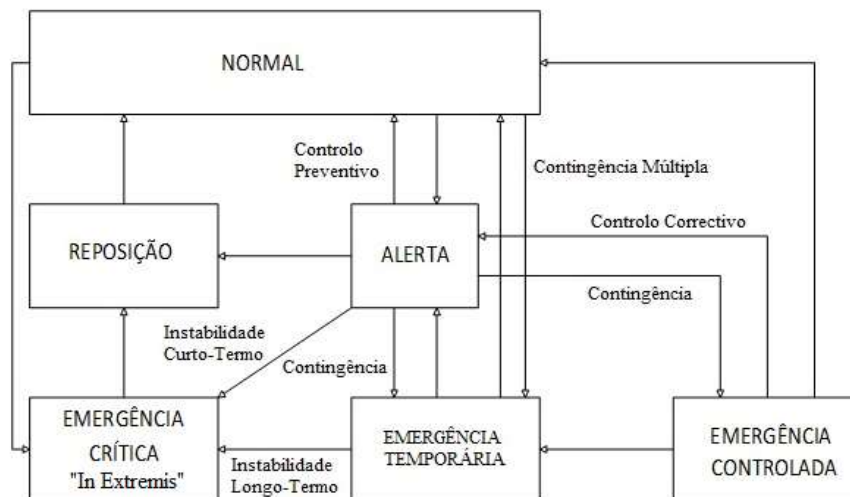 NORMAL
Controlo
Preventivo
Contingência Múltipla
REPOSIÇÃO
ALERTA
Controlo Correctivo
Contingência
Instabilidade
Curto-Termo
Contingência
EMERGÊNCIA
CRÍTICA
"In Extremis"
Instabilidade
Longo-Termo
EMERGÊNCIA
TEMPORÁRIA
EMERGÊNCIA
CONTROLADA